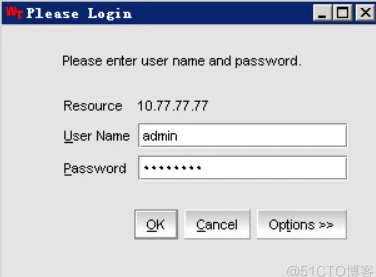 WT Please Login
Please enter user name and password.
Resource 10.77.77.77
User Name admin
Password ********
OK Cancel Options >>
@51CTO博客